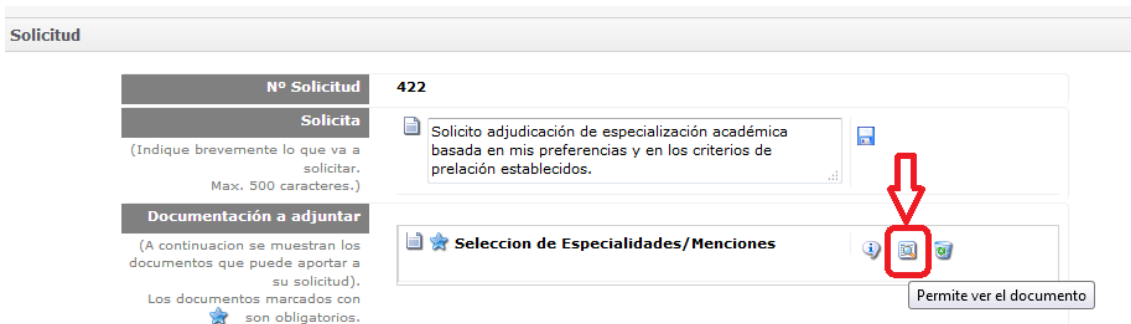 Solicitud
Nº Solicitud
422
Solicita
(Indique brevemente lo que va a
solicitar.
Max. 500 caracteres.)
Solicito adjudicación de especialización académica
basada en mis preferencias y en los criterios de
prelación establecidos.
Documentación a adjuntar
(A continuacion se muestran los
documentos que puede aportar a
su solicitud).
Los documentos marcados con
son obligatorios.
Seleccion de Especialidades/Menciones
Permite ver el documento